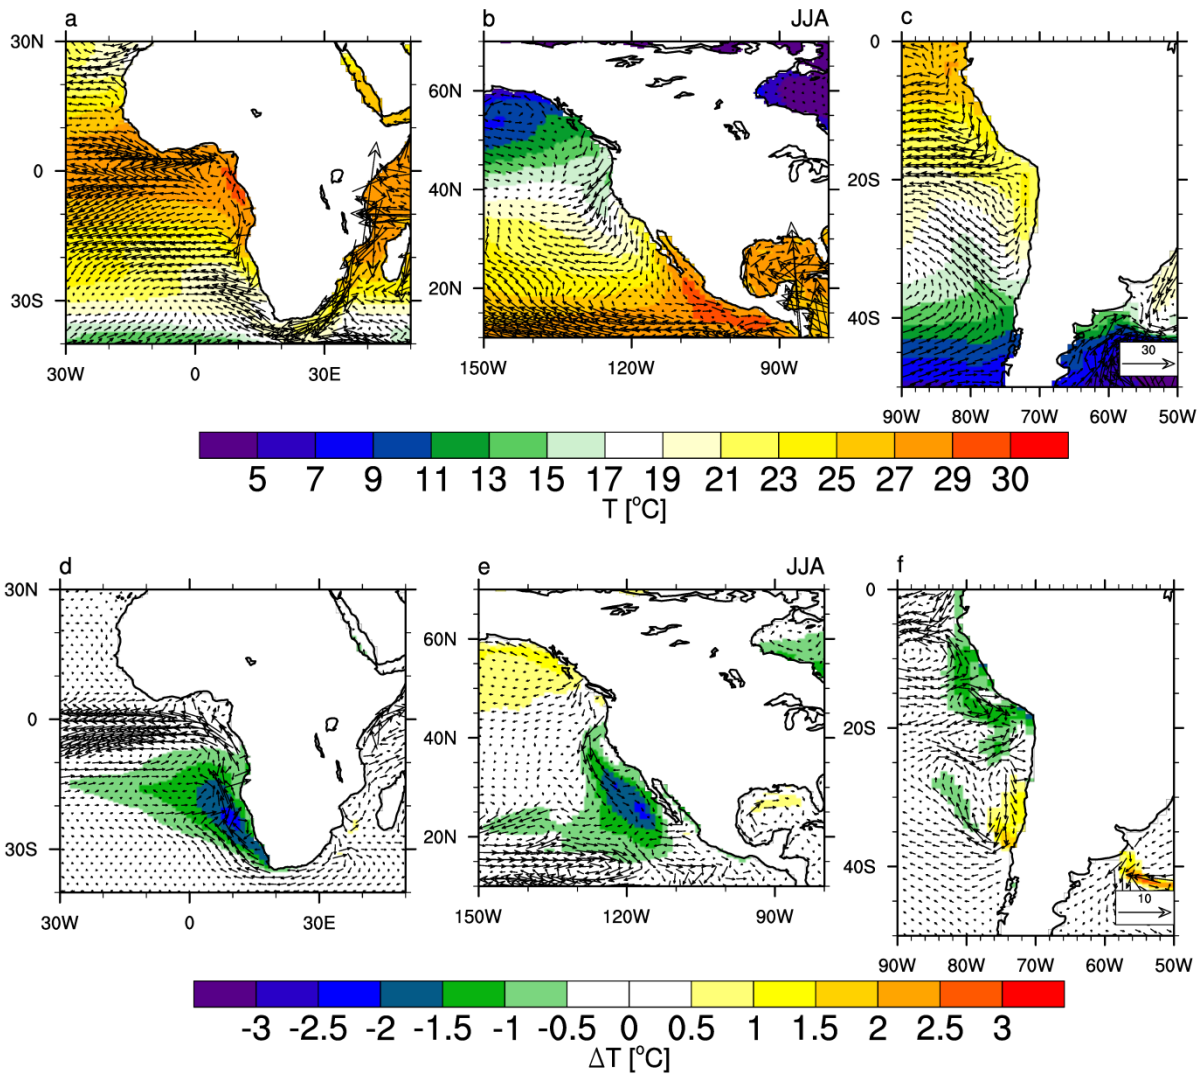 a b JJA c
30N
0
30S
30W 0 30E
60N
40N
20N
150W 120W 90W
0
20S
40S
30
90W 80W 70W 60W 50W
5 7 9 11 13 15 17 19 21 23 25 27 29 30
T [°C]
d e JJA f
30N
0
30S
30W 0 30E
60N
40N
20N
150W 120W 90W
0
20S
40S
10
90W 80W 70W 60W 50W
-3 -2.5 -2 -1.5 -1 -0.5 0 0.5 1 1.5 2 2.5 3
ΔT [°C]